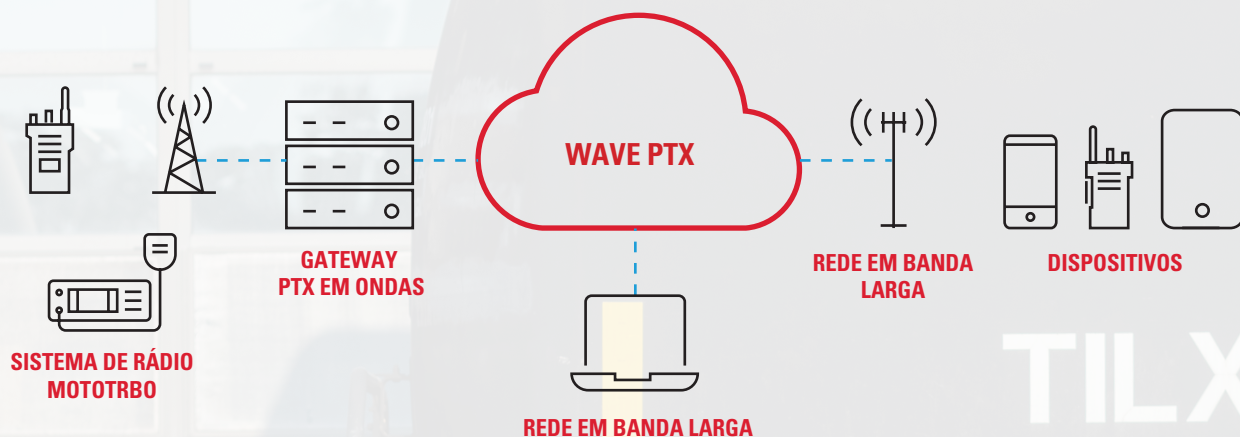 WAVE PTX
GATEWAY
PTX EM ONDAS
REDE EM BANDA
LARGA
DISPOSITIVOS
SISTEMA DE RÁDIO
MOTOTRBO
TILX
REDE EM BANDA LARGA